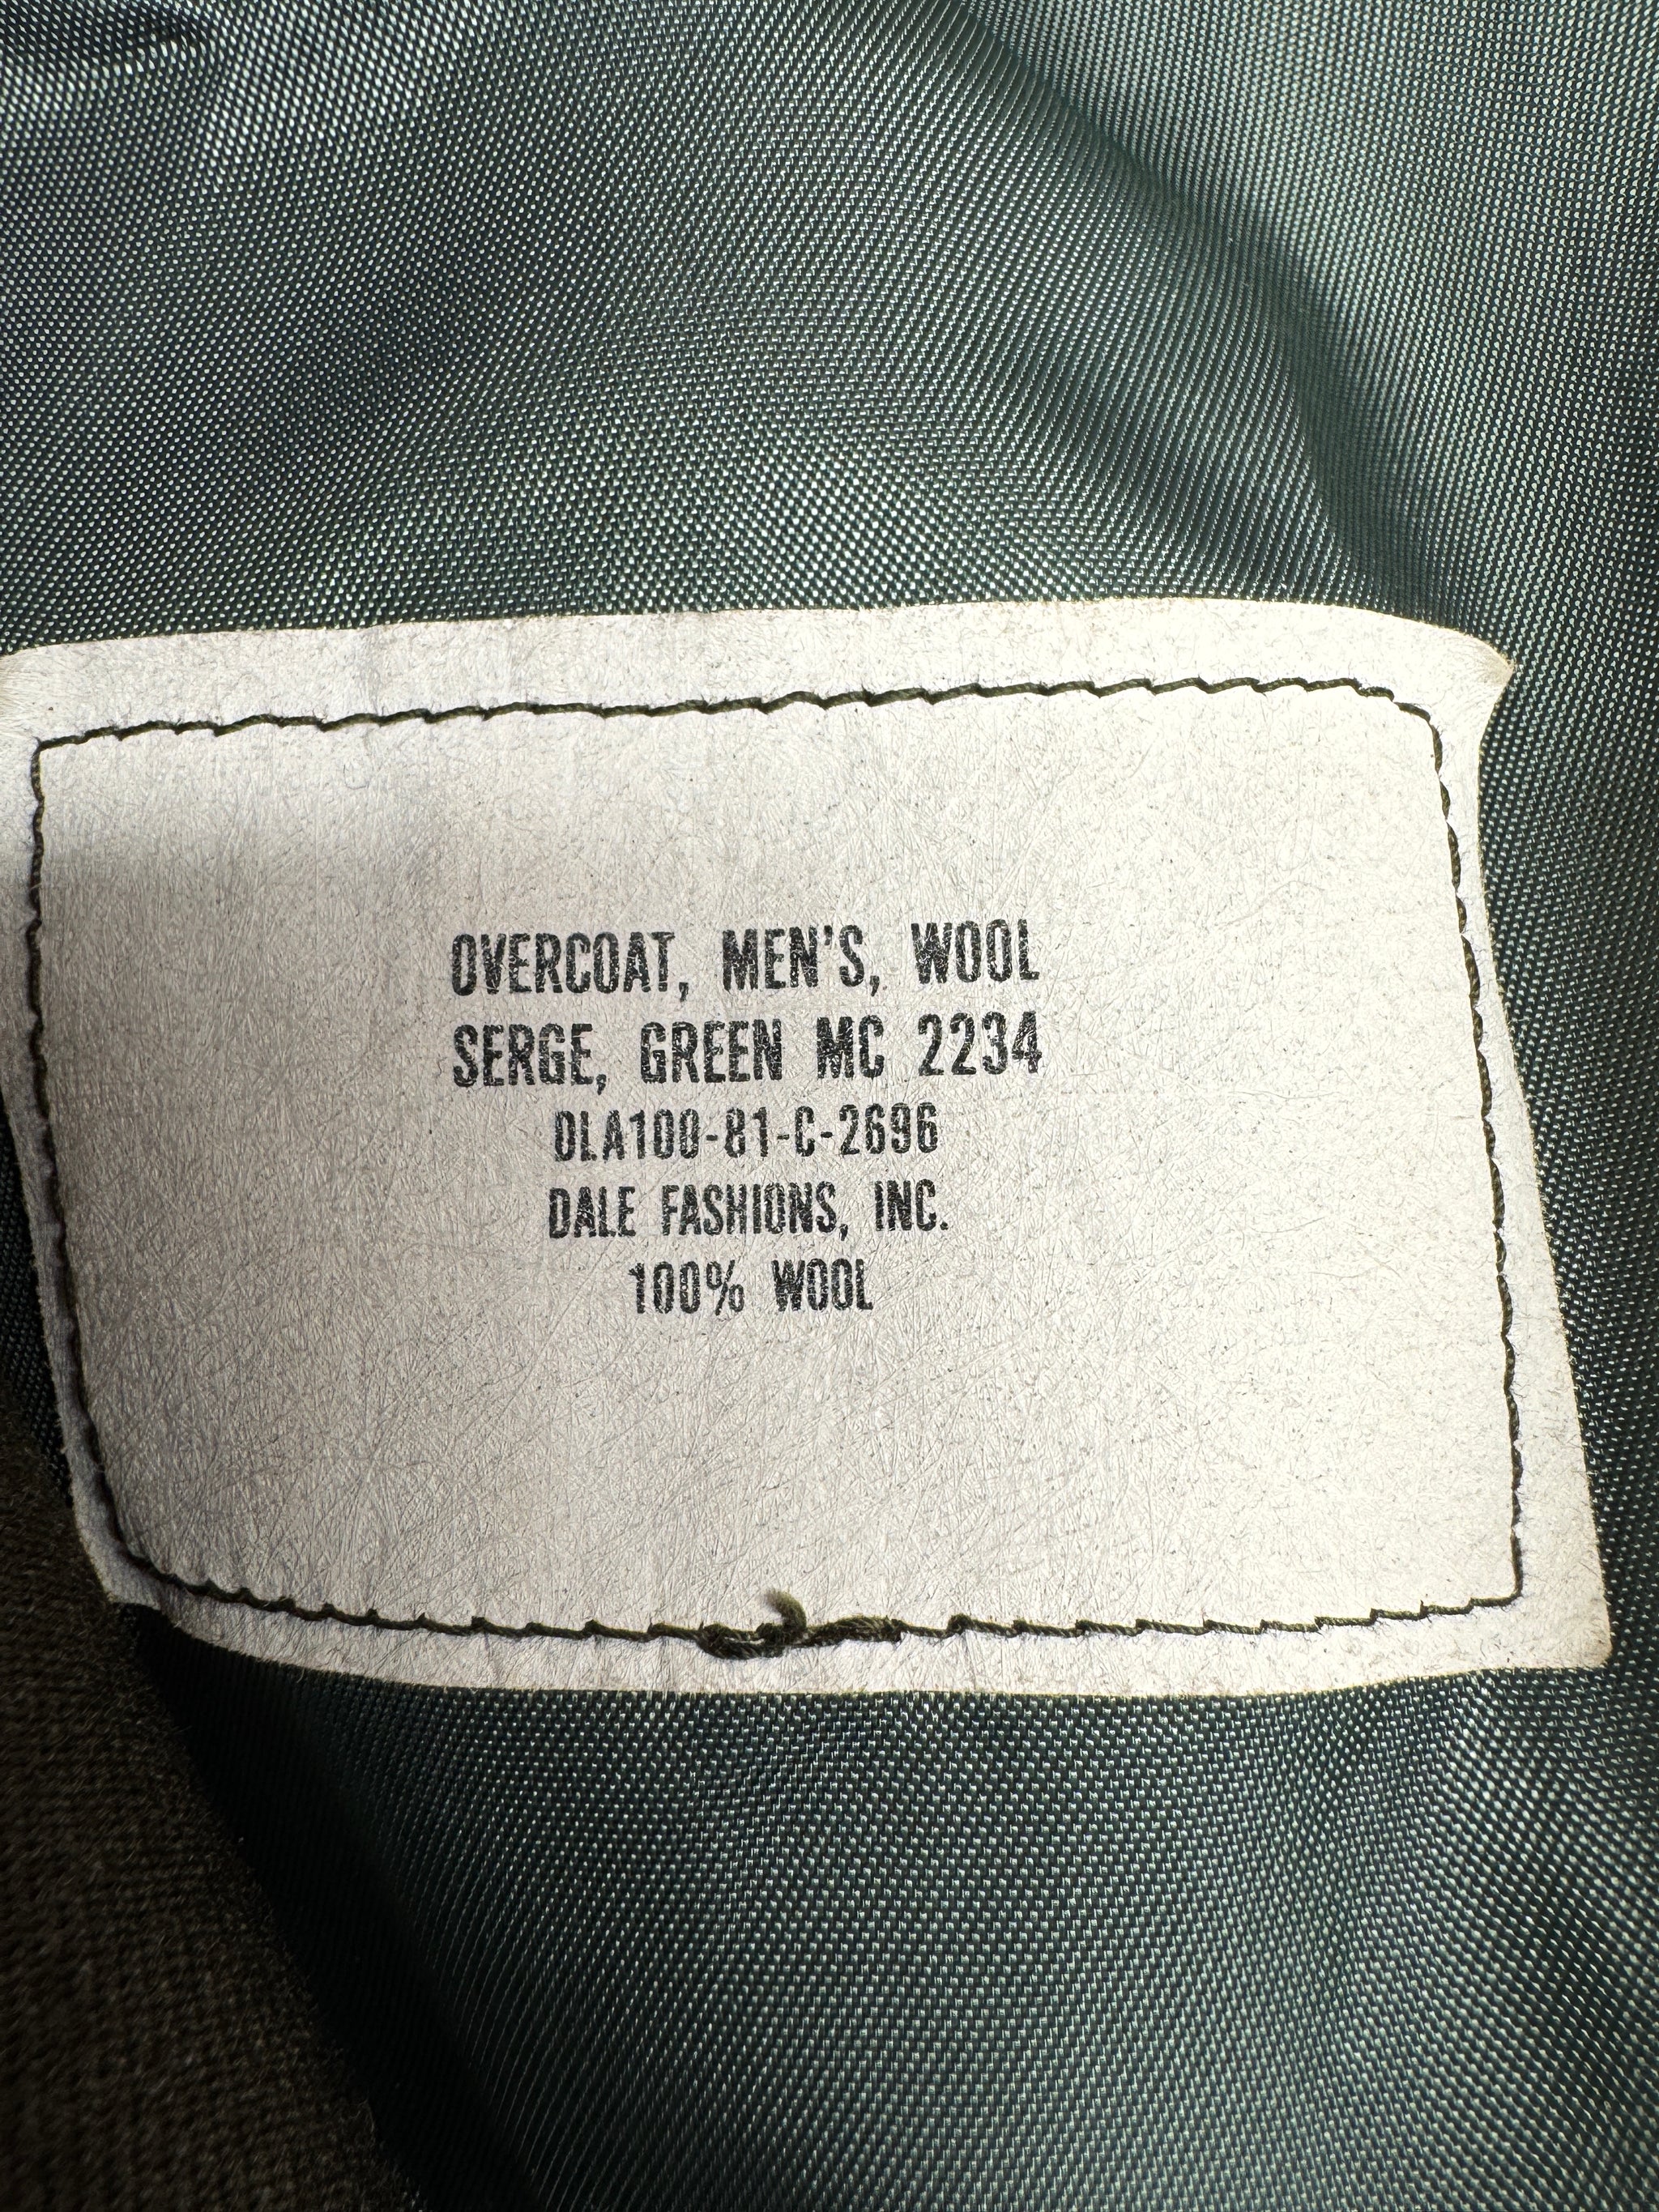 OVERCOAT, MEN'S, WOOL
SERGE, GREEN MC 2234
DLA100-81-C-2696
DALE FASHIONS, INC.
100% WOOL